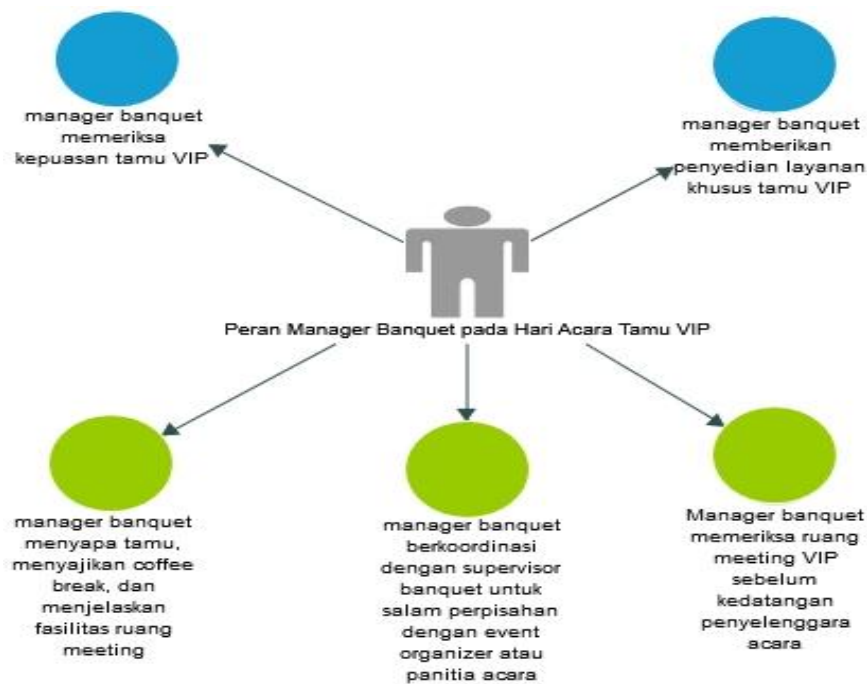 manager banquet
memeriksa
kepuasan tamu VIP
manager banquet
memberikan
penyedian layanan
khusus tamu VIP
Peran Manager Banquet pada Hari Acara Tamu VIP
manager banquet
menyapa tamu,
menyajikan coffee
break, dan
menjelaskan
fasilitas ruang
meeting
manager banquet
berkoordinasi
dengan supervisor
banquet untuk
salam perpisahan
dengan event
organizer atau
panitia acara
Manager banquet
memeriksa ruang
meeting VIP
sebelum
kedatangan
penyelenggara
acara